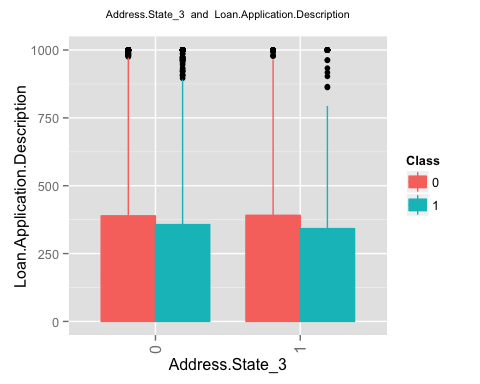 Address.State_3 and Loan.Application.Description
Loan.Application.Description
1000
750
500
250
0
0
1
Address.State_3
Class
0
1